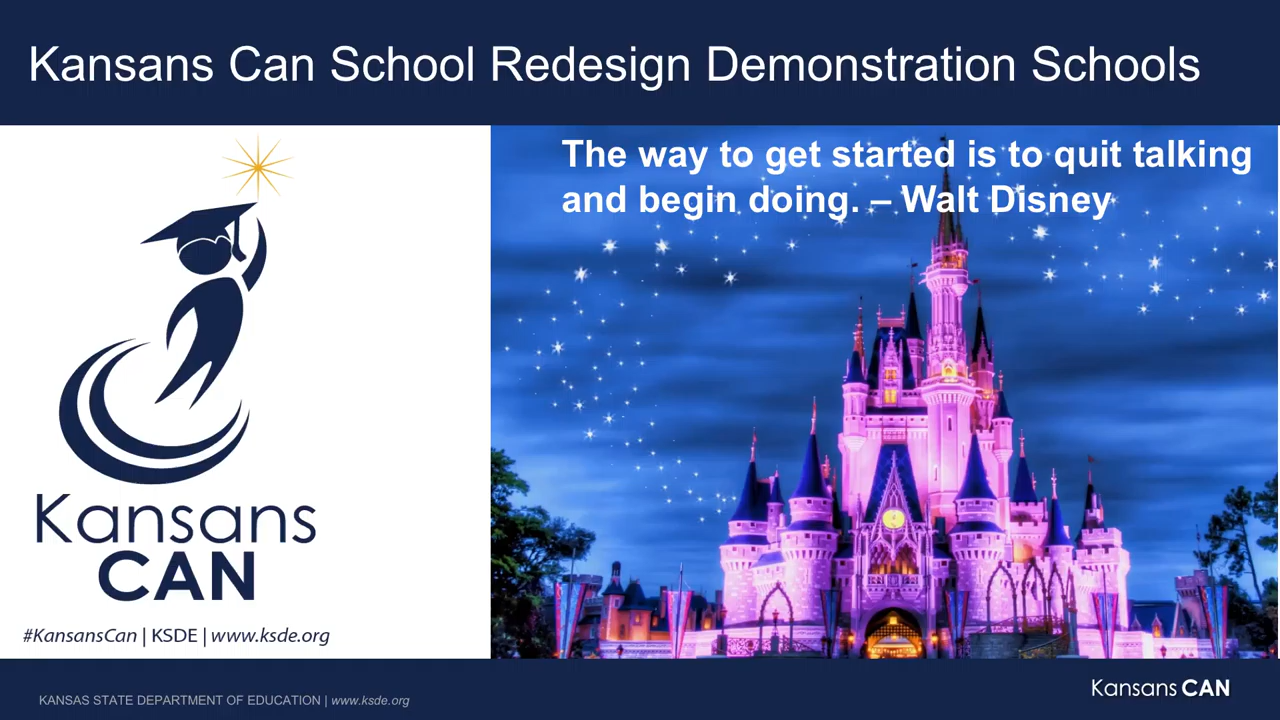 Kansans Can School Redesign Demonstration Schools
The way to get started is to quit talking
and begin doing. – Walt Disney
Kansans
CAN
#KansansCan | KSDE | www.ksde.org
KANSAS STATE DEPARTMENT OF EDUCATION | www.ksde.org
Kansans CAN